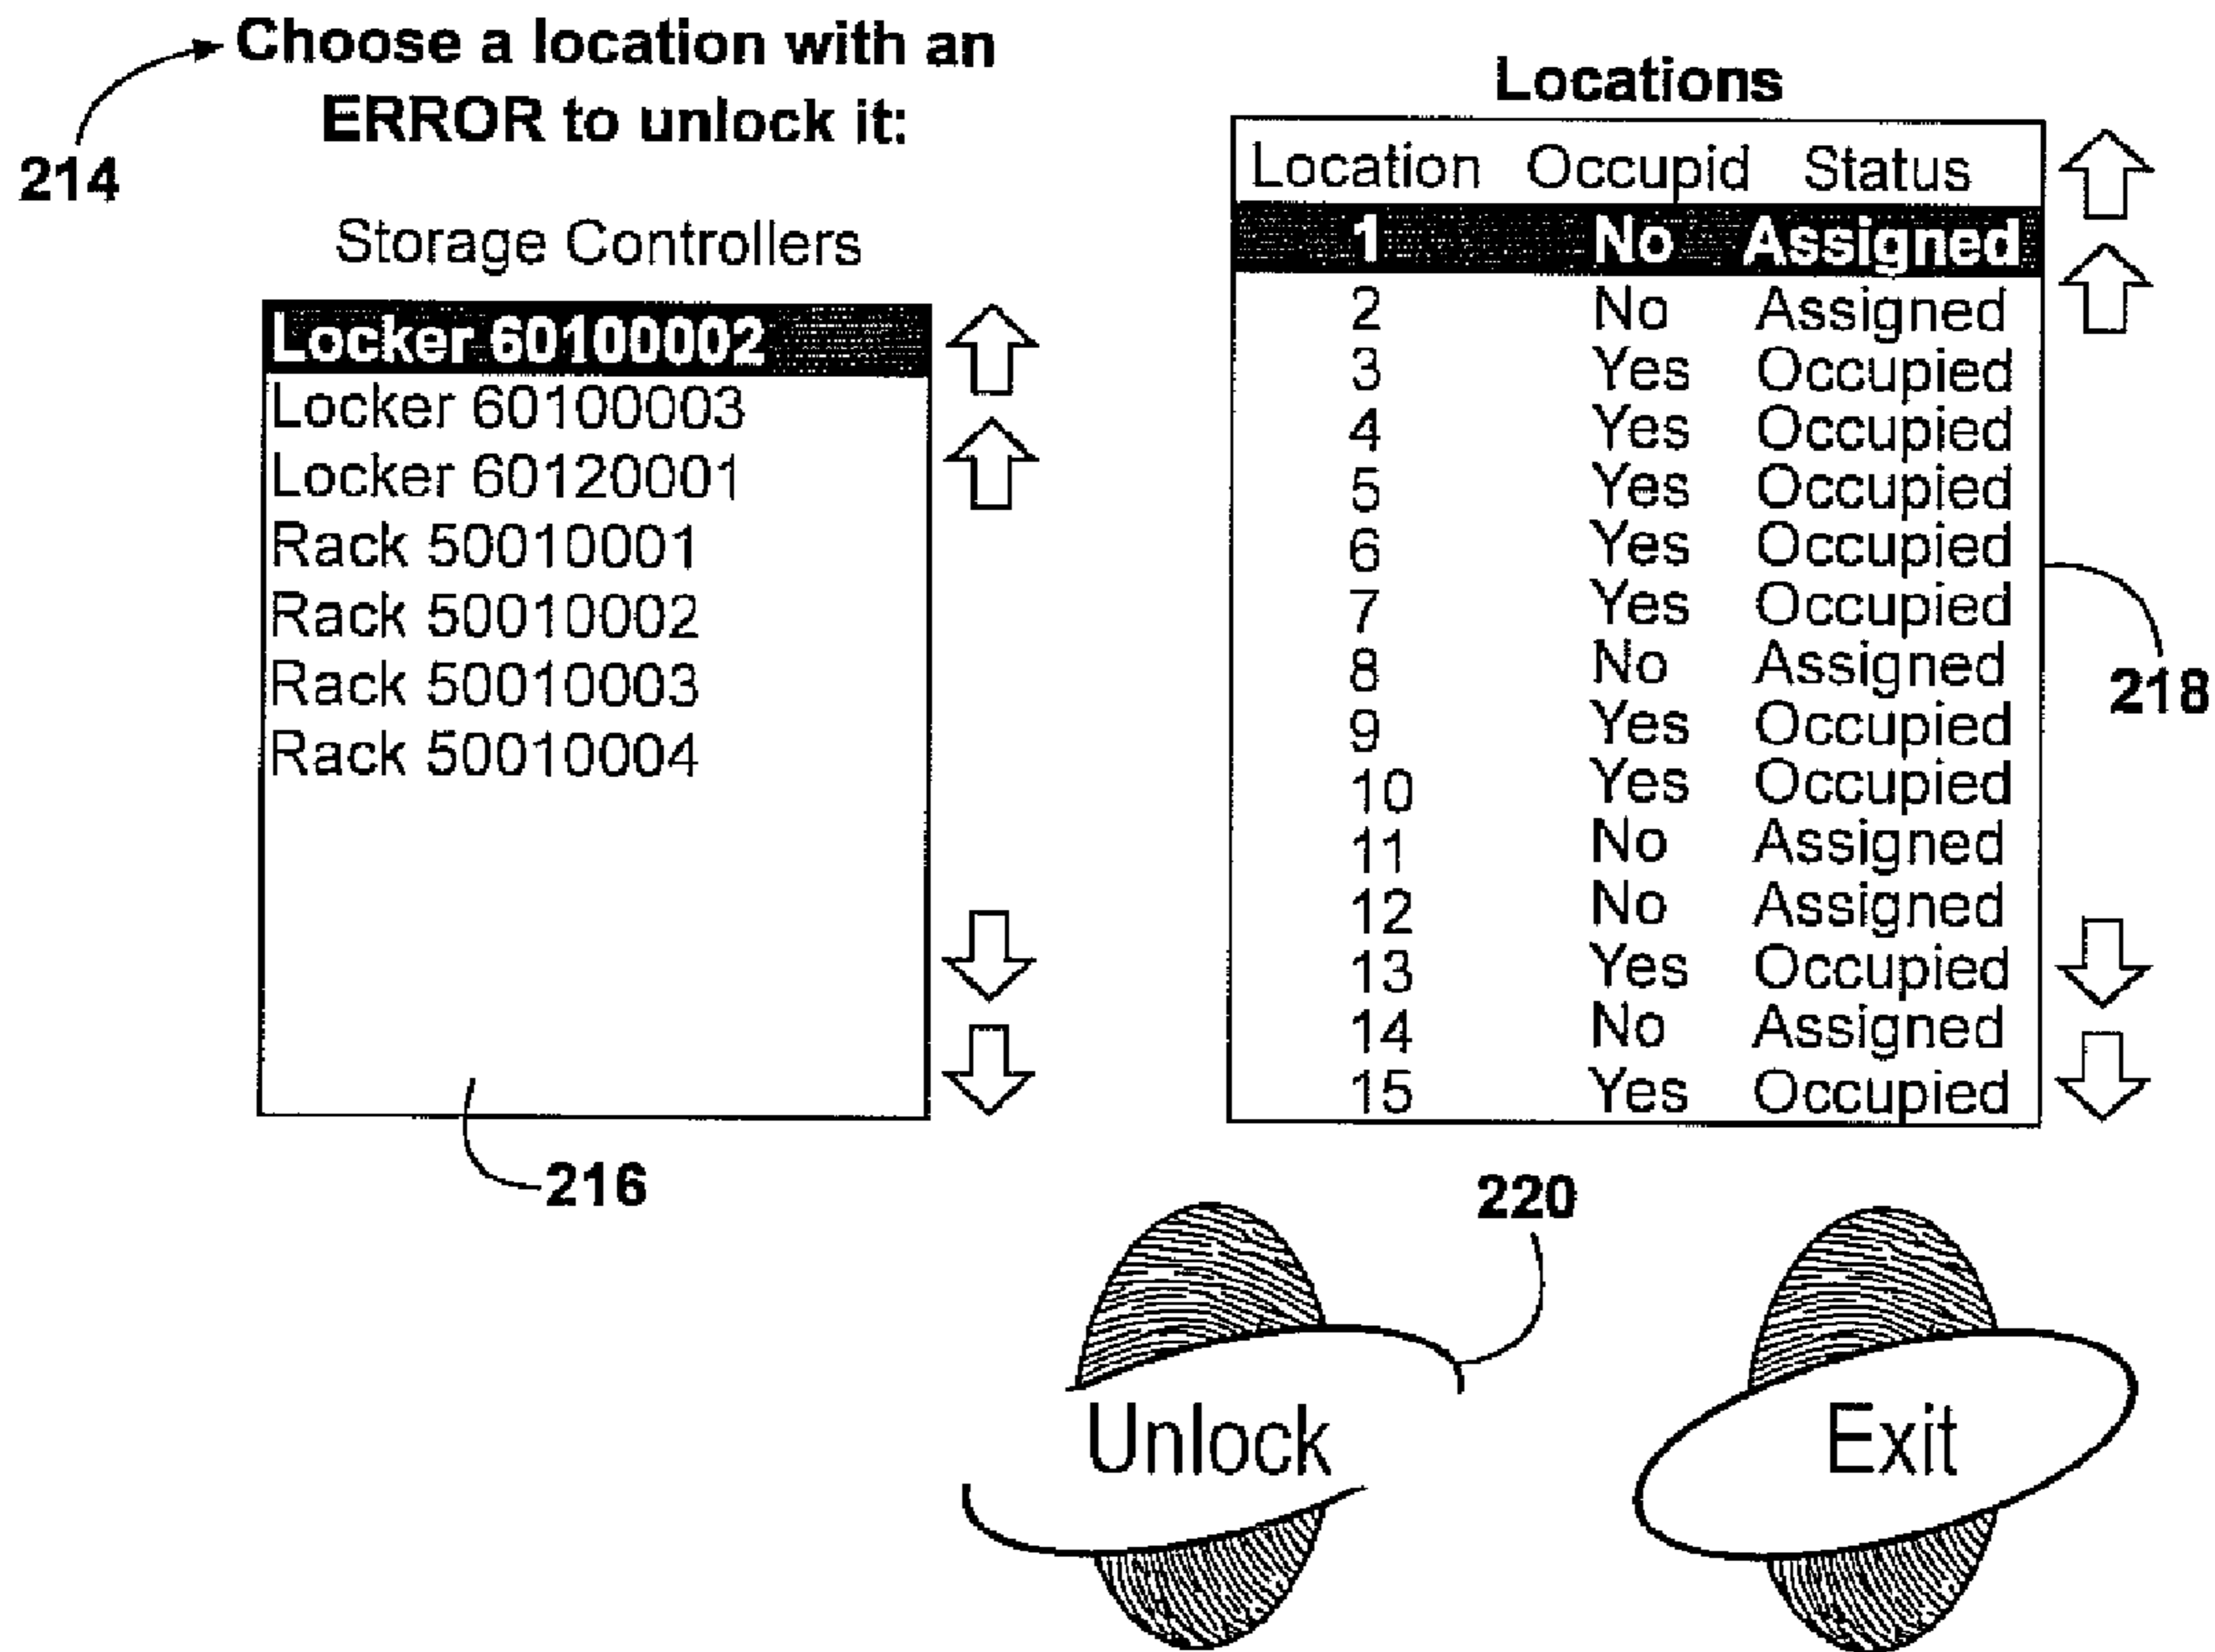 Choose a location with an
ERROR to unlock it:
214
Storage Controllers
Locker 60100002
Locker 60100003
Locker 60120001
Rack 50010001
Rack 50010002
Rack 50010003
Rack 50010004
216
Locations
Location Occupid Status
1 No Assigned
2 No Assigned
3 Yes Occupied
4 Yes Occupied
5 Yes Occupied
6 Yes Occupied
7 Yes Occupied
8 No Assigned
9 Yes Occupied
10 Yes Occupied
11 No Assigned
12 No Assigned
13 Yes Occupied
14 No Assigned
15 Yes Occupied
218
220
Unlock
Exit